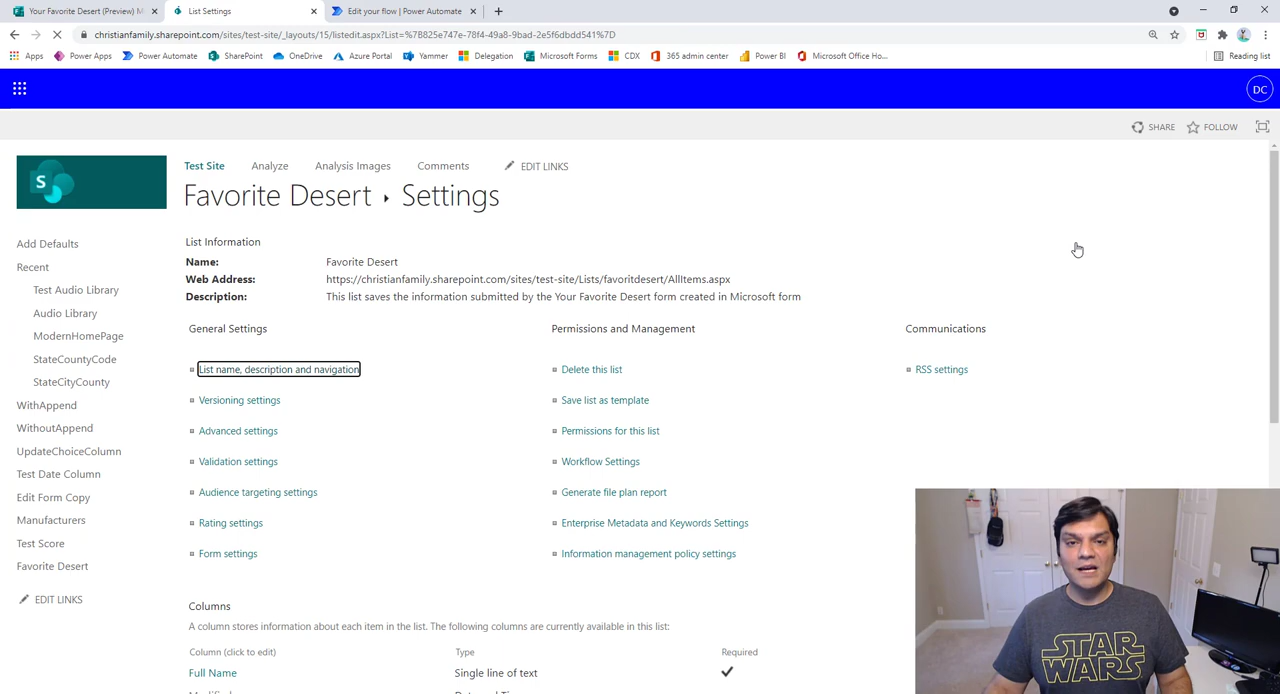 Your Favorite Desert (Preview) M
List Settings
Edit your flow | Power Automate
christianfamily.sharepoint.com/sites/test-site/_layouts/15/listedit.aspx?List=%7B825e747e-78f4-49a8-9bad-2e5f6dbdd541%7D
Apps
Power Apps
Power Automate
SharePoint
OneDrive
Azure Portal
Yammer
Delegation
Microsoft Forms
CDX
365 admin center
Power BI
Microsoft Office Ho...
Reading list
DC
SHARE
FOLLOW
S
Test Site
Analyze
Analysis Images
Comments
EDIT LINKS
Favorite Desert ▸ Settings
Add Defaults
Recent
Test Audio Library
Audio Library
ModernHomePage
StateCountyCode
StateCityCounty
WithAppend
WithoutAppend
UpdateChoiceColumn
Test Date Column
Edit Form Copy
Manufacturers
Test Score
Favorite Desert
EDIT LINKS
List Information
Name: Favorite Desert
Web Address: https://christianfamily.sharepoint.com/sites/test-site/Lists/favoritdesert/AllItems.aspx
Description: This list saves the information submitted by the Your Favorite Desert form created in Microsoft form
General Settings
List name, description and navigation
Versioning settings
Advanced settings
Validation settings
Audience targeting settings
Rating settings
Form settings
Permissions and Management
Delete this list
Save list as template
Permissions for this list
Workflow Settings
Generate file plan report
Enterprise Metadata and Keywords Settings
Information management policy settings
Communications
RSS settings
Columns
A column stores information about each item in the list. The following columns are currently available in this list:
Column (click to edit) Type Required
Full Name Single line of text
STAR
WARS